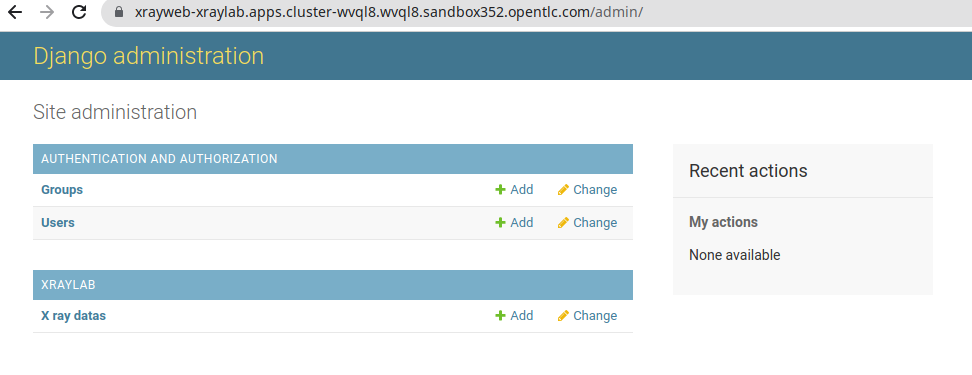 xrayweb-xraylab.apps.cluster-wvql8.wvql8.sandbox352.opentlc.com/admin/
Django administration
Site administration
AUTHENTICATION AND AUTHORIZATION
Groups Add Change
Users Add Change
XRAYLAB
X ray datas Add Change
Recent actions
My actions
None available